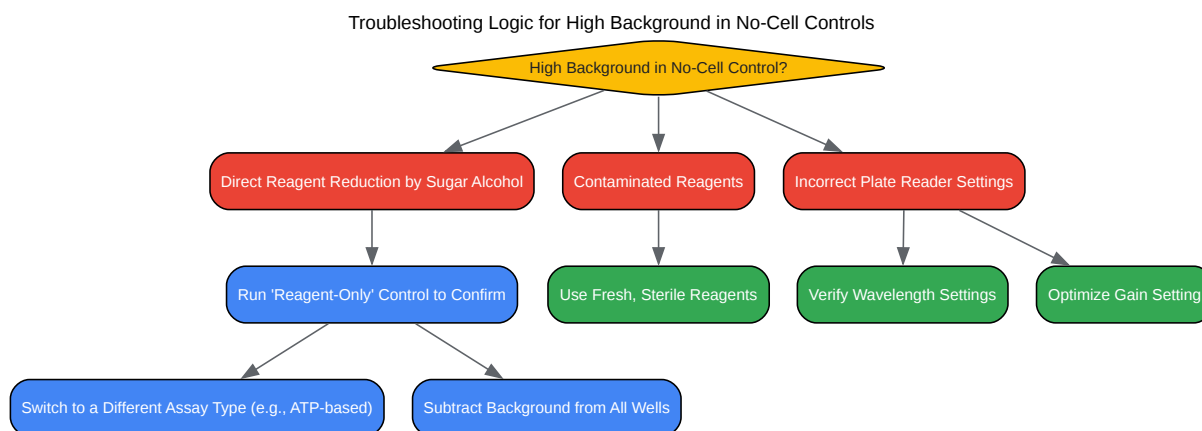 Troubleshooting Logic for High Background in No-Cell Controls
High Background in No-Cell Control?
Direct Reagent Reduction by Sugar Alcohol
Contaminated Reagents
Incorrect Plate Reader Settings
Run 'Reagent-Only' Control to Confirm
Use Fresh, Sterile Reagents
Verify Wavelength Settings
Optimize Gain Setting
Switch to a Different Assay Type (e.g., ATP-based)
Subtract Background from All Wells